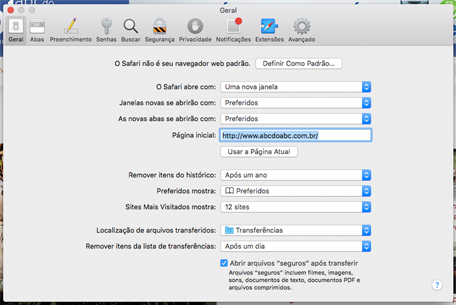 Geral
Geral Abas Preenchimento Senhas Buscar Segurança Privacidade Notificações Extensões Avançado
O Safari não é seu navegador web padrão. Definir Como Padrão...
O Safari abre com: Uma nova janela
Janelas novas se abrirão com: Preferidos
As novas abas se abrirão com: Preferidos
Página inicial: http://www.abcdoabc.com.br/
Usar a Página Atual
Remover itens do histórico: Após um ano
Preferidos mostra: Preferidos
Sites Mais Visitados mostra: 12 sites
Localização de arquivos transferidos: Transferências
Remover itens da lista de transferências: Após um dia
Abrir arquivos "seguros" após transferir
Arquivos "seguros" incluem filmes, imagens,
sons, documentos de texto, documentos PDF e
arquivos comprimidos.
?